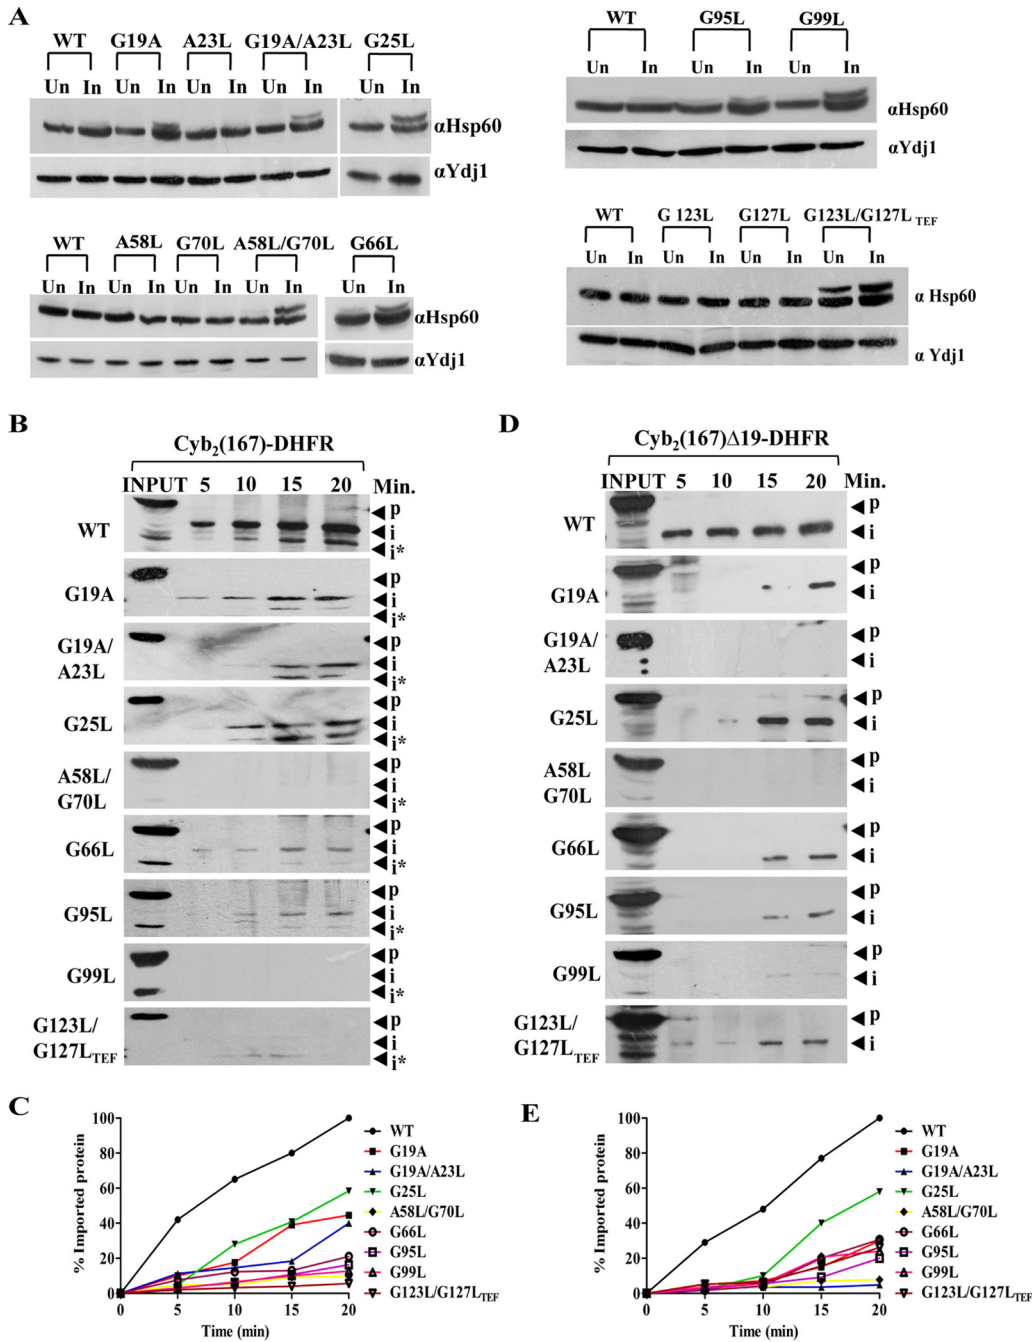 A
WT G19A A23L G19A/A23L G25L
Un In Un In Un In Un In Un In
αHsp60
αYdj1
G95L G99L
WT
Un In Un In Un In
αHsp60
αYdj1
WT A58L G70L A58L/G70L G66L
Un In Un In Un In Un In Un In
αHsp60
αYdj1
WT G 123L G127L G123L/G127L TEF
Un In Un In Un In Un In
α Hsp60
α Ydj1
B
Cyb2(167)-DHFR
INPUT 5 10 15 20 Min.
WT
p
i
i*
G19A
p
i
i*
G19A/
A23L
p
i
i*
G25L
p
i
i*
A58L/
G70L
p
i
i*
G66L
p
i
i*
G95L
p
i
i*
G99L
p
i
i*
G123L/
G127LTEF
p
i
i*
D
Cyb2(167)Δ19-DHFR
INPUT 5 10 15 20 Min.
WT
p
i
G19A
p
i
G19A/
A23L
p
i
G25L
p
i
A58L
G70L
p
i
G66L
p
i
G95L
p
i
G99L
p
i
G123L/
G127LTEF
p
i
C
% Imported protein
100
80
60
40
20
0
0 5 10 15 20
Time (min)
WT
G19A
G19A/A23L
G25L
A58L/G70L
G66L
G95L
G99L
G123L/G127LTEF
E
% Imported protein
100
80
60
40
20
0
0 5 10 15 20
Time (min)
WT
G19A
G19A/A23L
G25L
A58L/G70L
G66L
G95L
G99L
G123L/G127LTEF